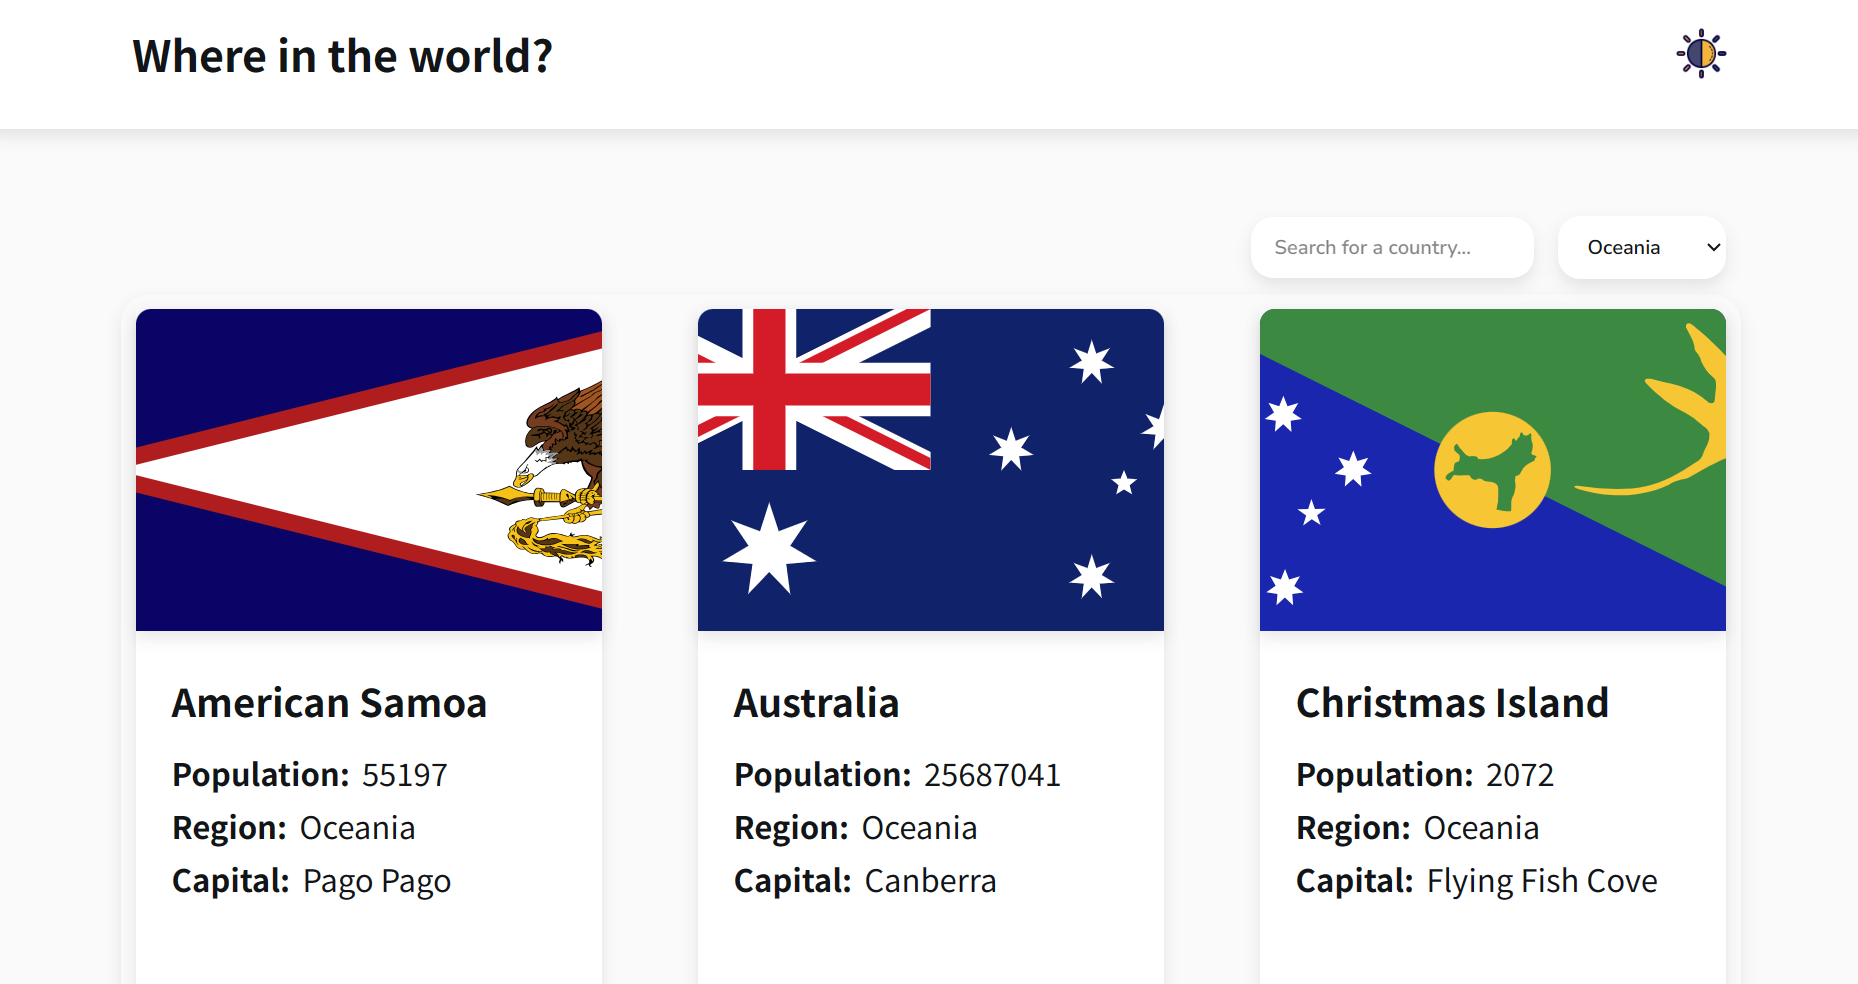 Where in the world?
Search for a country...
Oceania
American Samoa
Population: 55197
Region: Oceania
Capital: Pago Pago
Australia
Population: 25687041
Region: Oceania
Capital: Canberra
Christmas Island
Population: 2072
Region: Oceania
Capital: Flying Fish Cove